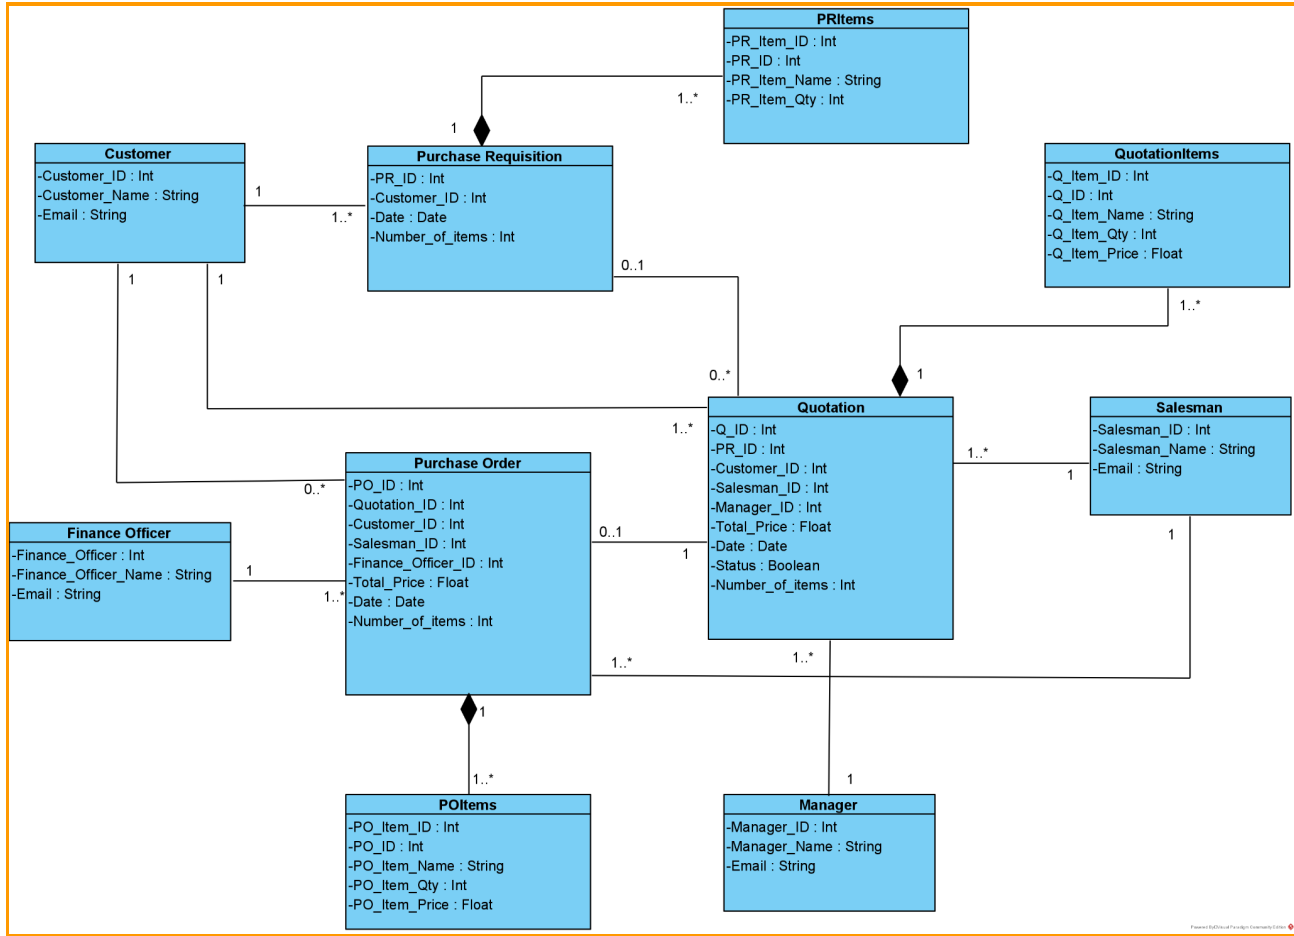 PRItems
-PR_Item_ID : Int
-PR_ID : Int
-PR_Item_Name : String
-PR_Item_Qty : Int
1..*
1
Customer
-Customer_ID : Int
-Customer_Name : String
-Email : String
1
1..*
Purchase Requisition
-PR_ID : Int
-Customer_ID : Int
-Date : Date
-Number_of_items : Int
QuotationItems
-Q_Item_ID : Int
-Q_ID : Int
-Q_Item_Name : String
-Q_Item_Qty : Int
-Q_Item_Price : Float
1
1
0..1
1..*
0..*
1
1..*
Quotation
-Q_ID : Int
-PR_ID : Int
-Customer_ID : Int
-Salesman_ID : Int
-Manager_ID : Int
-Total_Price : Float
-Date : Date
-Status : Boolean
-Number_of_items : Int
Salesman
-Salesman_ID : Int
-Salesman_Name : String
-Email : String
1..*
1
1
Purchase Order
-PO_ID : Int
-Quotation_ID : Int
-Customer_ID : Int
-Salesman_ID : Int
-Finance_Officer_ID : Int
-Total_Price : Float
-Date : Date
-Number_of_items : Int
0..*
0..1
1
Finance Officer
-Finance_Officer : Int
-Finance_Officer_Name : String
-Email : String
1
1..*
1..*
1..*
1
1..*
1
POItems
-PO_Item_ID : Int
-PO_ID : Int
-PO_Item_Name : String
-PO_Item_Qty : Int
-PO_Item_Price : Float
Manager
-Manager_ID : Int
-Manager_Name : String
-Email : String